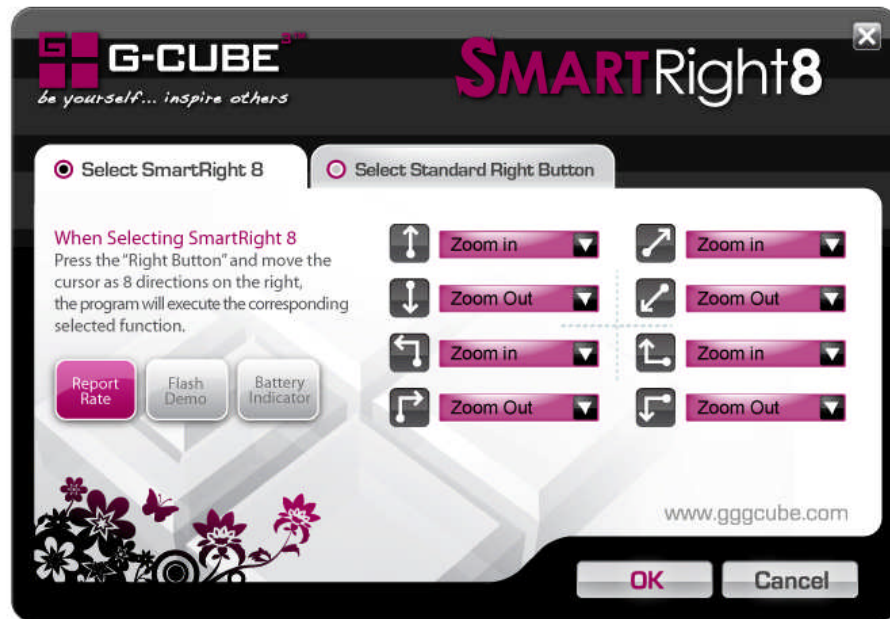 G-CUBE
be yourself... inspire others
SMARTRight8
Select SmartRight 8
Select Standard Right Button
When Selecting SmartRight 8
Press the "Right Button" and move the
cursor as 8 directions on the right,
the program will execute the corresponding
selected function.
Report
Rate
Flash
Demo
Battery
Indicator
Zoom in
Zoom in
Zoom Out
Zoom Out
Zoom in
Zoom in
Zoom Out
Zoom Out
www.gggcube.com
OK
Cancel